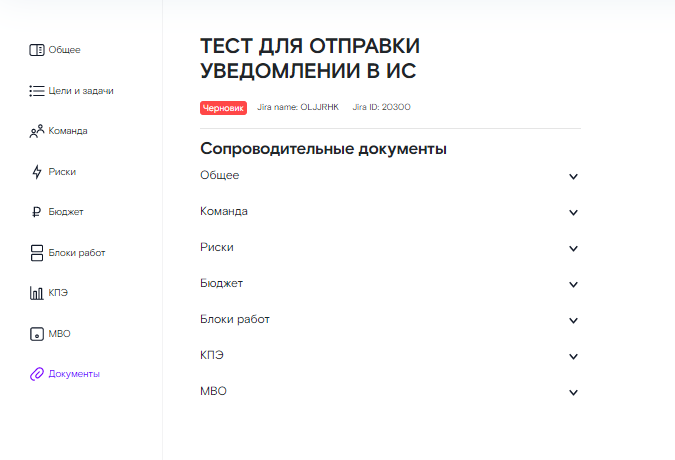 Общее
Цели и задачи
Команда
Риски
Бюджет
Блоки работ
КПЭ
МВО
Документы
ТЕСТ ДЛЯ ОТПРАВКИ
УВЕДОМЛЕНИИ В ИС
Черновик Jira name: OLJJRHK Jira ID: 20300
Сопроводительные документы
Общее
Команда
Риски
Бюджет
Блоки работ
КПЭ
МВО